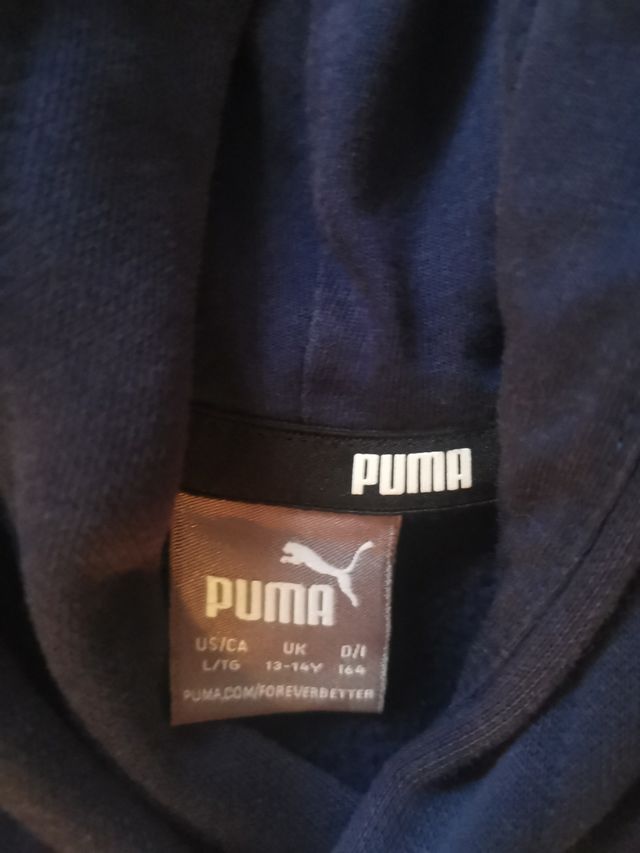 PUMA
PUMA
US/CA UK D/I
L/TG 13-14Y 164
PUMA.COM/FOREVERBETTER